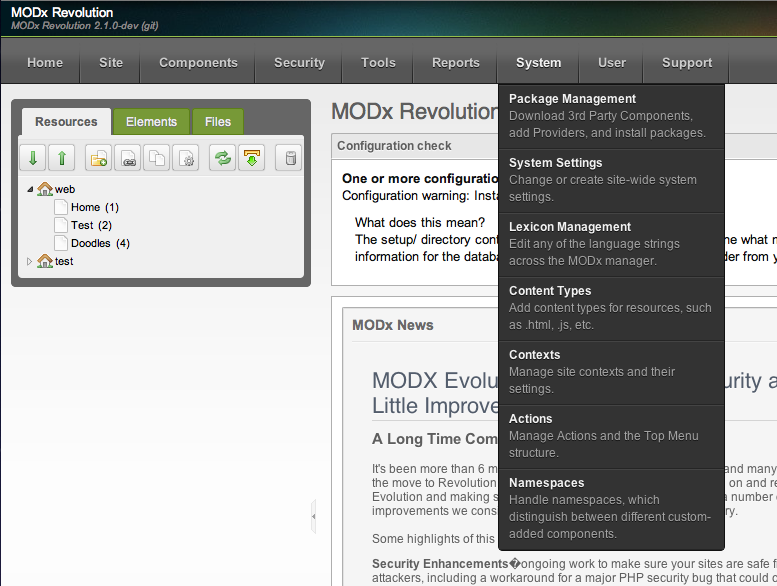 MODx Revolution
MODx Revolution 2.1.0-dev (git)
Home Site Components Security Tools Reports System User Support
Resources Elements Files
web
Home (1)
Test (2)
Doodles (4)
test
MODx Revolution
Configuration check
One or more configuratio
Configuration warning: Insta
What does this mean?
The setup/ directory cont
information for the databa
ne what m
der from y
MODx News
MODX Evolu
urity a
Little Improve
A Long Time Com
It's been more than 6 m
and many
the move to Revolution
on and re
Evolution and making s
a number o
improvements we cons
ry.
Some highlights of this
Security Enhancements�ongoing work to make sure your sites are safe f
attackers, including a workaround for a major PHP security bug that could c
Package Management
Download 3rd Party Components,
add Providers, and install packages.
System Settings
Change or create site-wide system
settings.
Lexicon Management
Edit any of the language strings
across the MODx manager.
Content Types
Add content types for resources, such
as .html, .js, etc.
Contexts
Manage site contexts and their
settings.
Actions
Manage Actions and the Top Menu
structure.
Namespaces
Handle namespaces, which
distinguish between different custom-
added components.